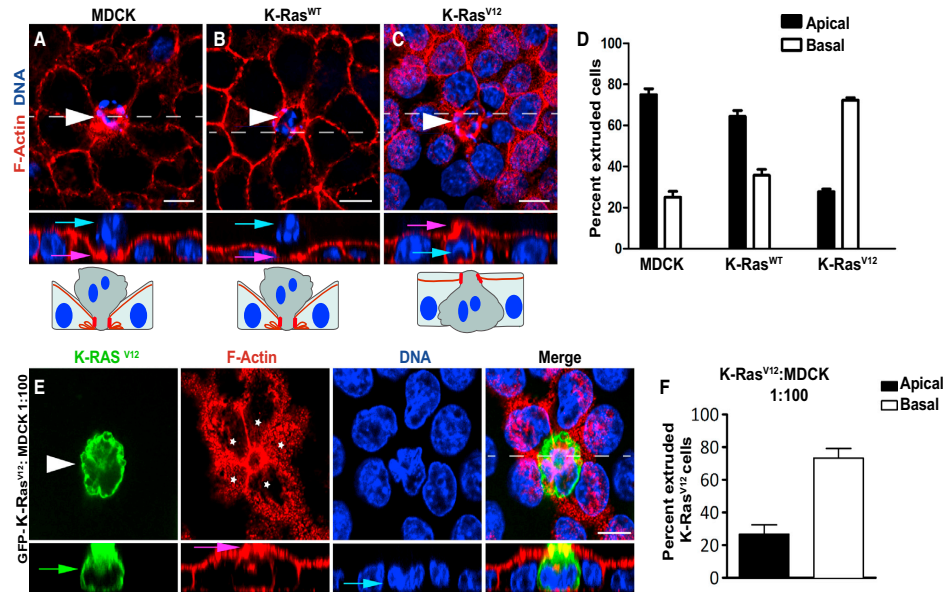 MDCK
K-Ras^WT
K-Ras^V12
A
B
C
F-Actin DNA
D
Apical
Basal
Percent extruded cells
100
80
60
40
20
0
MDCK
K-Ras^WT
K-Ras^V12
K-RAS ^V12
F-Actin
DNA
Merge
E
GFP-K-Ras^V12: MDCK 1:100
F
K-Ras^V12:MDCK
1:100
Apical
Basal
Percent extruded
K-Ras^V12 cells
100
80
60
40
20
0